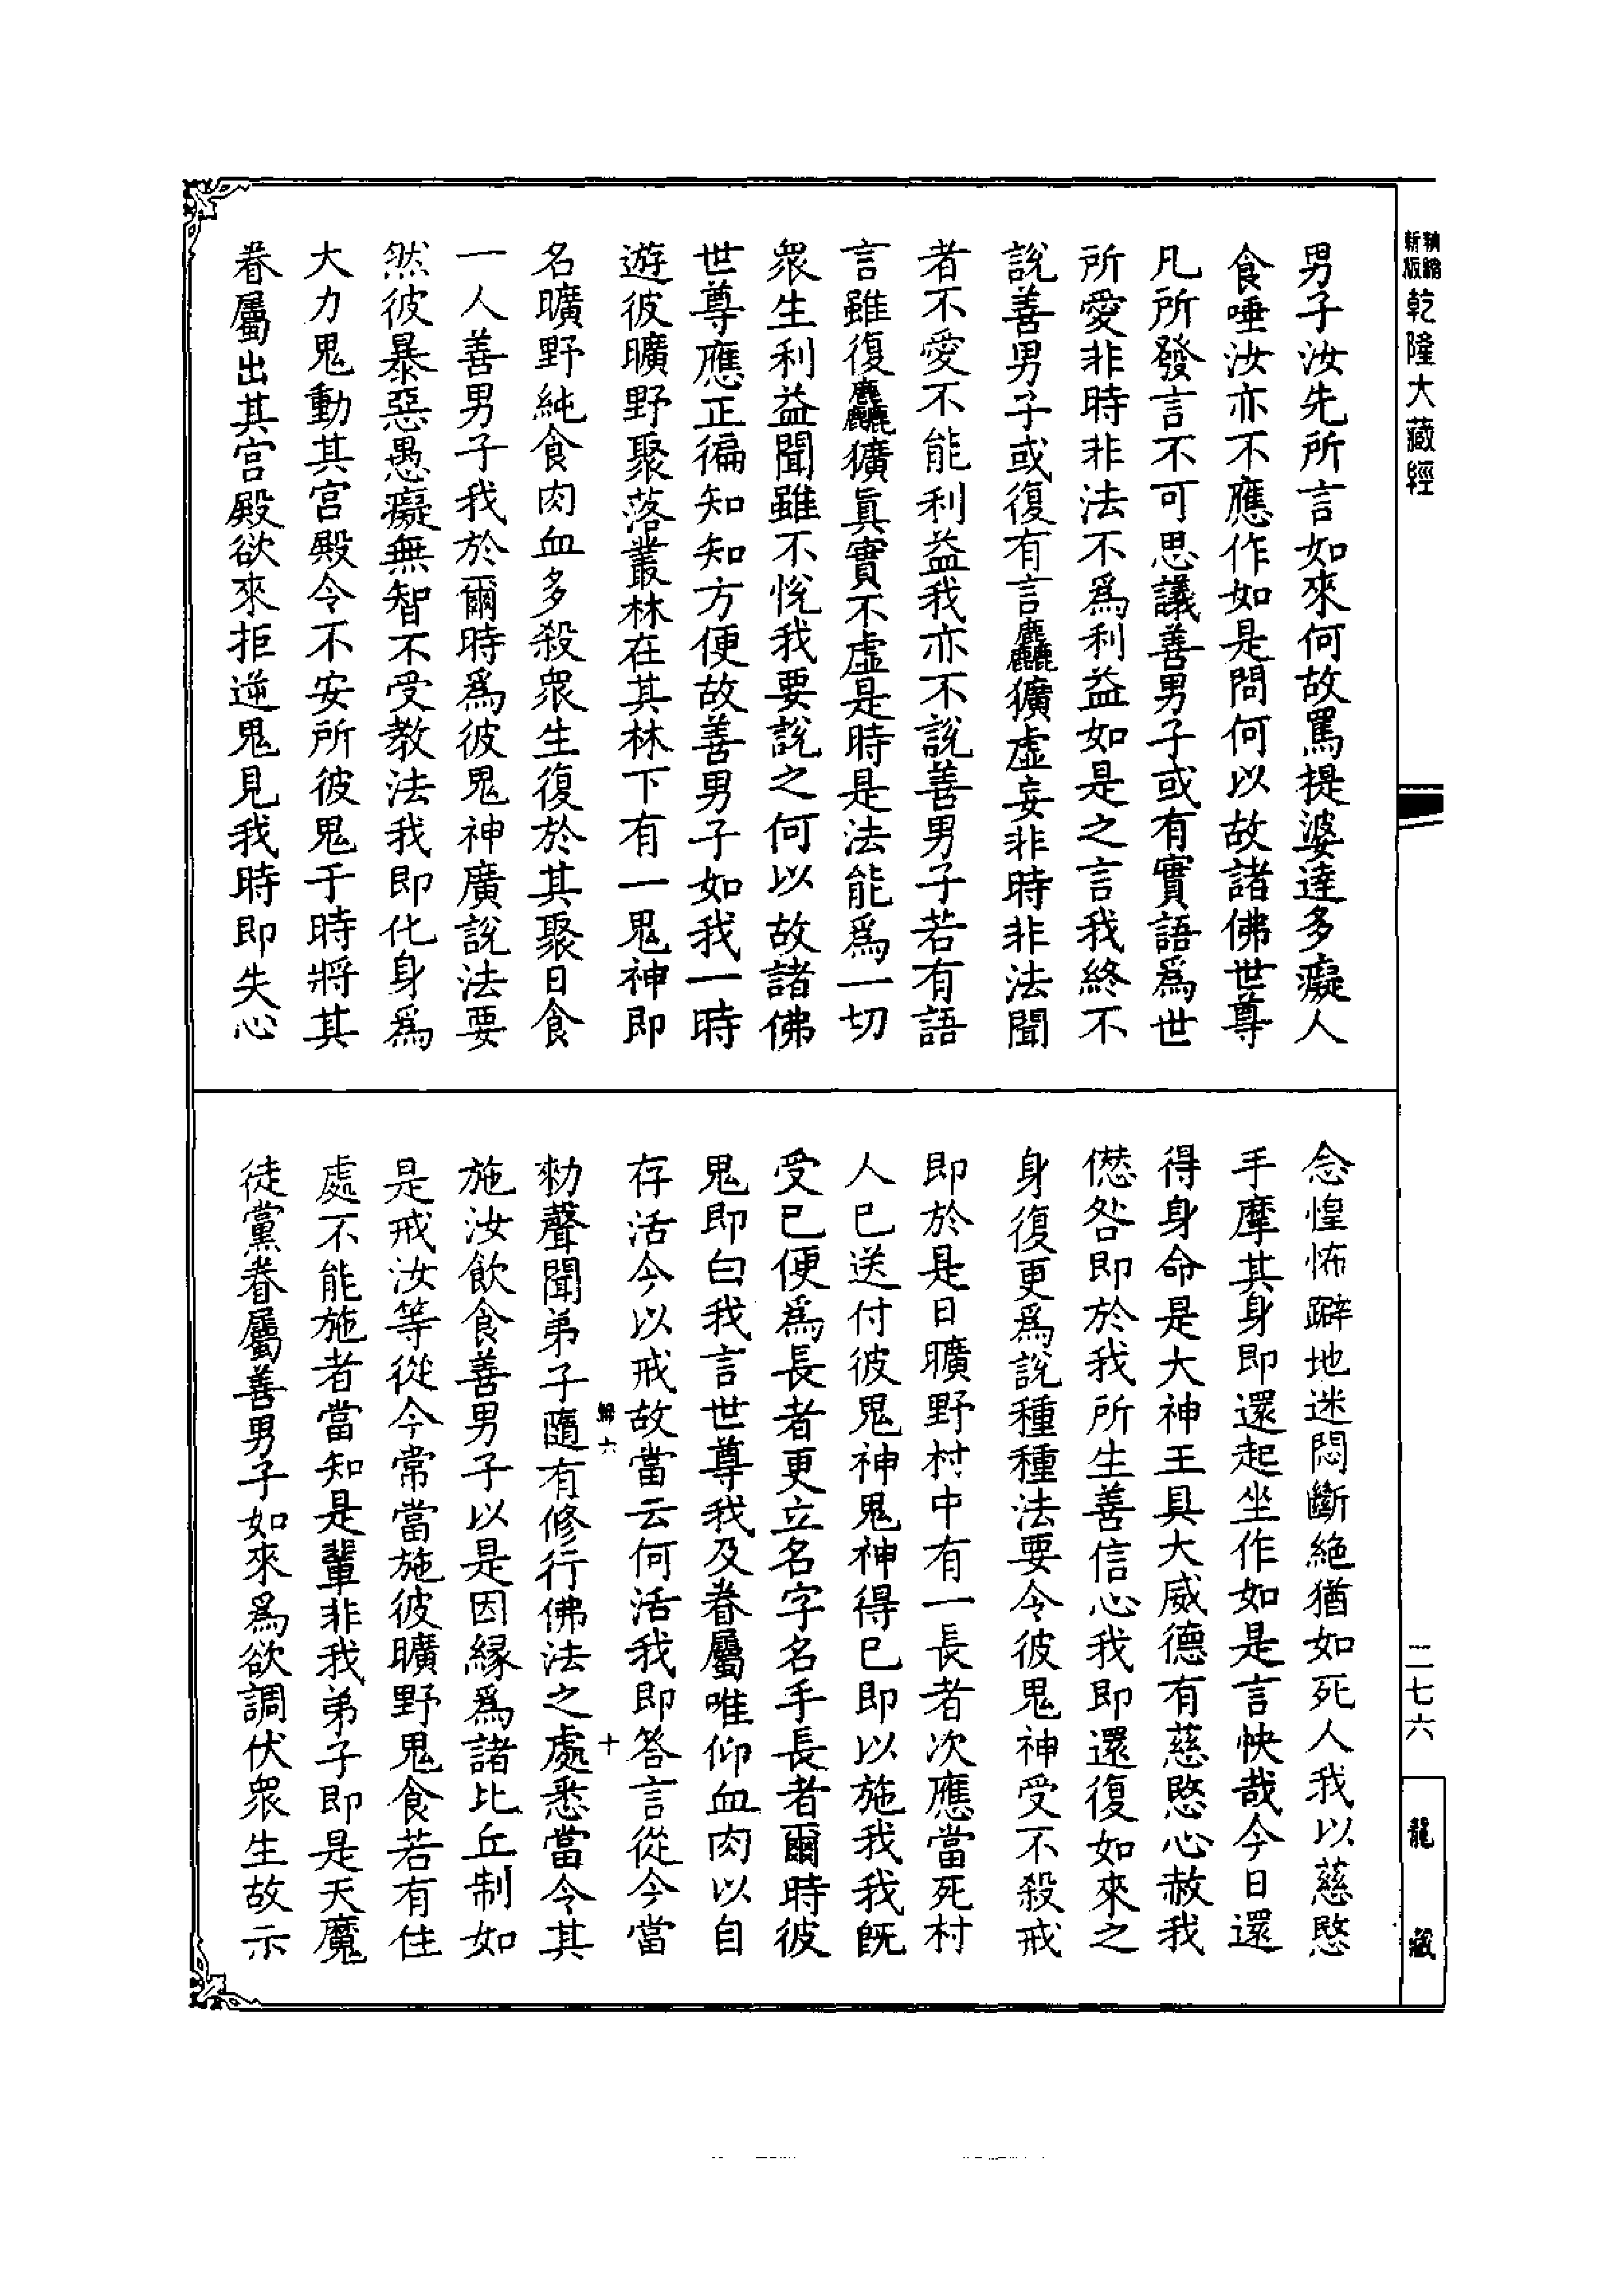 新版精縮
乾隆大藏經
二七六
龍藏
男子汝先所言如來何故罵提婆達多癡人
食唾汝亦不應作如是問何以故諸佛世尊
凡所發言不可思議善男子或有實語爲世
所愛非時非法不爲利益如是之言我終不
說善男子或復有言麤獷虛妄非時非法聞
者不愛不能利益我亦不說善男子若有語
言雖復麤獷眞實不虛是時是法能爲一切
衆生利益聞雖不悅我要說之何以故諸佛
世尊應正徧知知方便故善男子如我一時
遊彼曠野聚落叢林在其林下有一鬼神即
名曠野純食肉血多殺衆生復於其聚日食
一人善男子我於爾時爲彼鬼神廣說法要
然彼暴惡愚癡無智不受教法我即化身爲
大力鬼動其宮殿令不安所彼鬼于時將其
眷屬出其宮殿欲來拒逆鬼見我時即失心
念惶怖躃地迷悶斷絕猶如死人我以慈愍
手摩其身即還起坐作如是言快哉今日還
得身命是大神王具大威德有慈愍心赦我
愆咎即於我所生善信心我即還復如來之
身復更爲說種種法要令彼鬼神受不殺戒
即於是日曠野村中有一長者次應當死村
人已送付彼鬼神鬼神得已即以施我我既
受已便爲長者更立名字名手長者爾時彼
鬼即白我言世尊我及眷屬唯仰血肉以自
存活今以戒故當云何活我即答言從今當
歸六 十
勑聲聞弟子隨有修行佛法之處悉當令其
施汝飲食善男子以是因緣爲諸比丘制如
是戒汝等從今常當施彼曠野鬼食若有住
處不能施者當知是輩非我弟子即是天魔
徒黨眷屬善男子如來爲欲調伏衆生故示